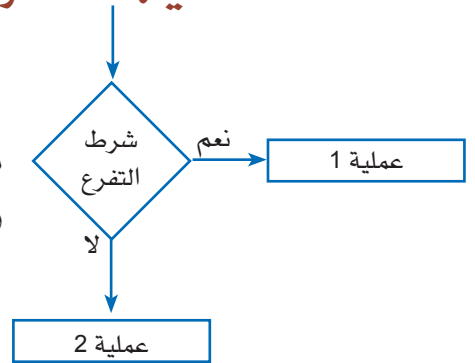 شرط
التفرع
نعم
عملية 1
لا
عملية 2